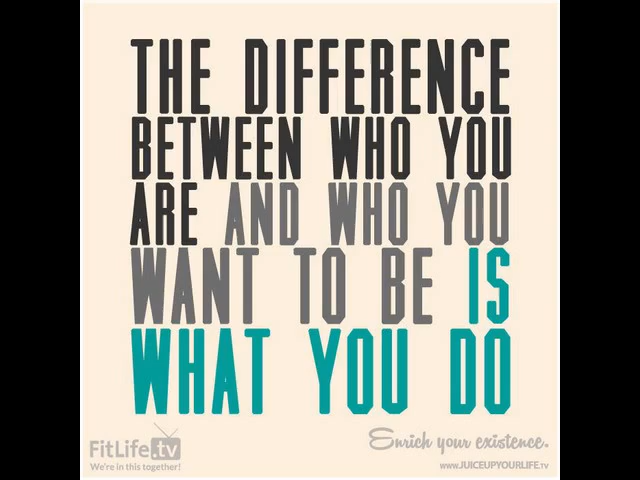 THE DIFFERENCE
BETWEEN WHO YOU
ARE AND WHO YOU
WANT TO BE IS
WHAT YOU DO
FitLife.tv
We're in this together!
Enrich your existence.
www.JUICEUPYOURLIFE.tv